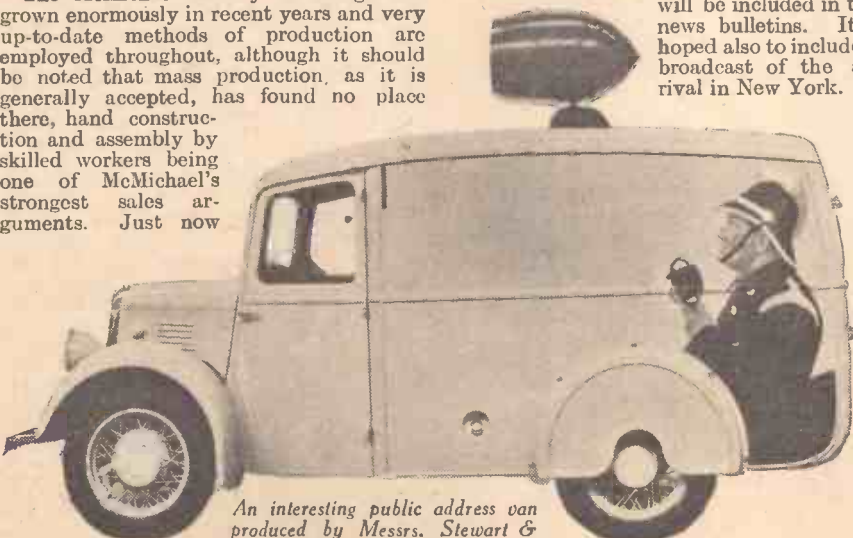 grown enormously in recent years and very
up-to-date methods of production are
employed throughout, although it should
be noted that mass production, as it is
generally accepted, has found no place
there, hand construc-
tion and assembly by
skilled workers being
one of McMichael's
strongest sales ar-
guments. Just now
will be included in
news bulletins. It
hoped also to include
broadcast of the
rival in New York.
An interesting public address van
produced by Messrs. Stewart &